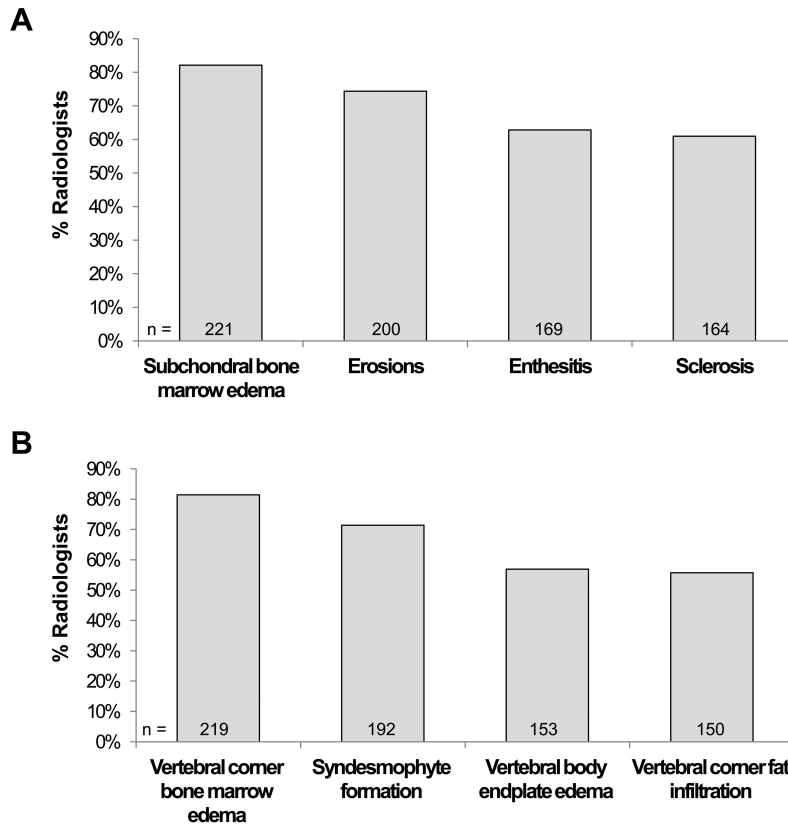 A
90%
80%
70%
60%
50%
40%
30%
20%
10%
0%
% Radiologists
n =
221
200
169
164
Subchondral bone
marrow edema
Erosions
Enthesitis
Sclerosis
B
90%
80%
70%
60%
50%
40%
30%
20%
10%
0%
% Radiologists
n =
219
192
153
150
Vertebral corner
bone marrow
edema
Syndesmophyte
formation
Vertebral body
endplate edema
Vertebral corner fat
infiltration